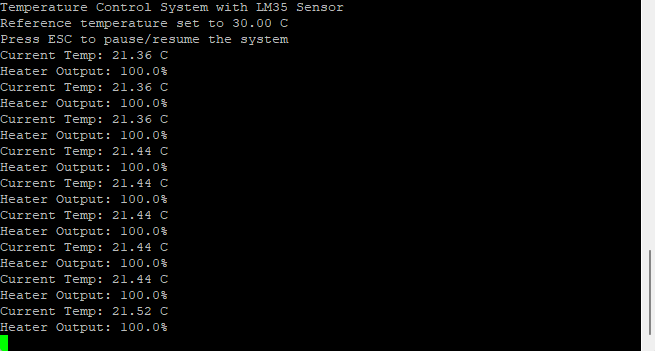 Temperature Control System with LM35 Sensor
Reference temperature set to 30.00 C
Press ESC to pause/resume the system
Current Temp: 21.36 C
Heater Output: 100.0%
Current Temp: 21.36 C
Heater Output: 100.0%
Current Temp: 21.36 C
Heater Output: 100.0%
Current Temp: 21.44 C
Heater Output: 100.0%
Current Temp: 21.44 C
Heater Output: 100.0%
Current Temp: 21.44 C
Heater Output: 100.0%
Current Temp: 21.44 C
Heater Output: 100.0%
Current Temp: 21.44 C
Heater Output: 100.0%
Current Temp: 21.52 C
Heater Output: 100.0%